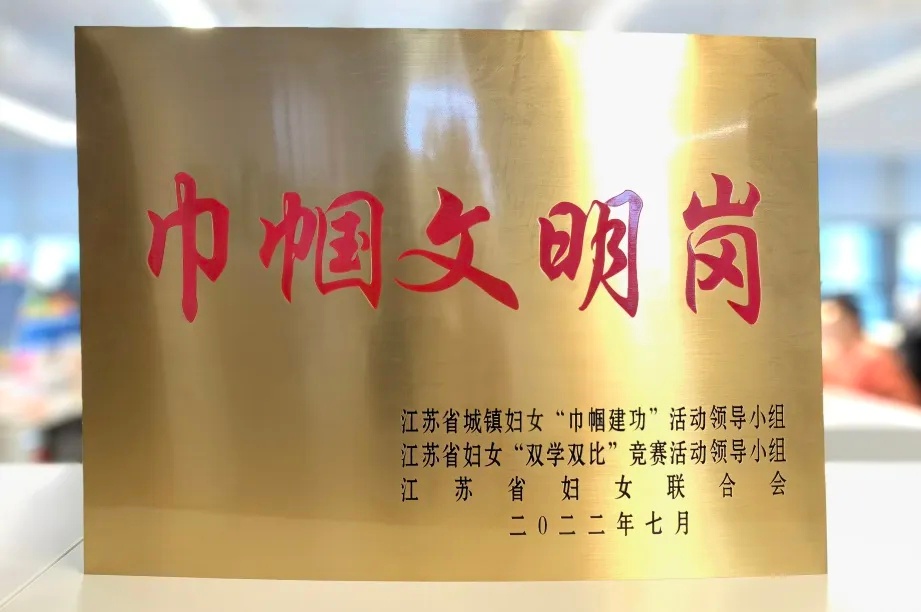 巾帼文明岗
江苏省城镇妇女“巾帼建功”活动领导小组
江苏省妇女“双学双比”竞赛活动领导小组
江苏省妇女联合会
二〇二二年七月